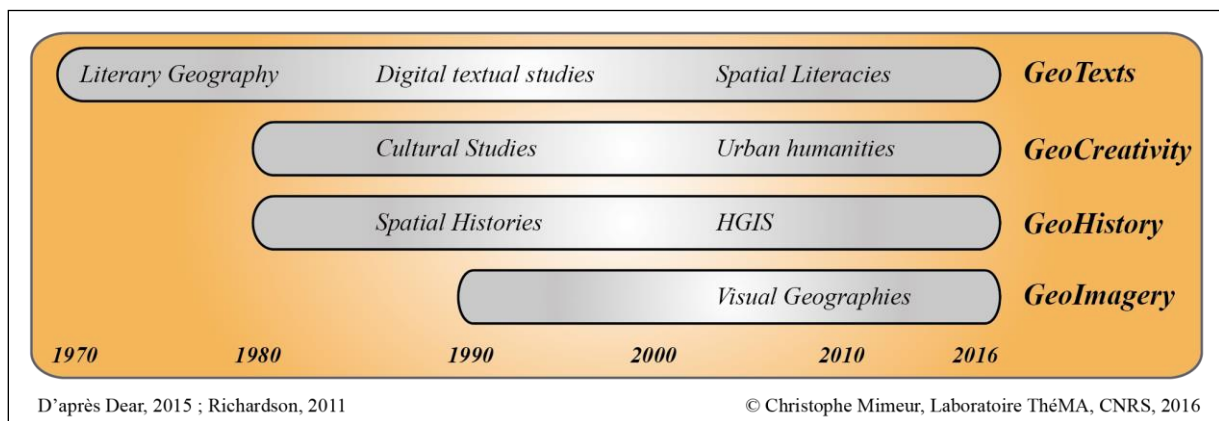 Literary Geography Digital textual studies Spatial Literacies GeoTexts
Cultural Studies Urban humanities GeoCreativity
Spatial Histories HGIS GeoHistory
Visual Geographies GeoImagery
1970 1980 1990 2000 2010 2016
D'après Dear, 2015 ; Richardson, 2011 © Christophe Mimeur, Laboratoire ThéMA, CNRS, 2016